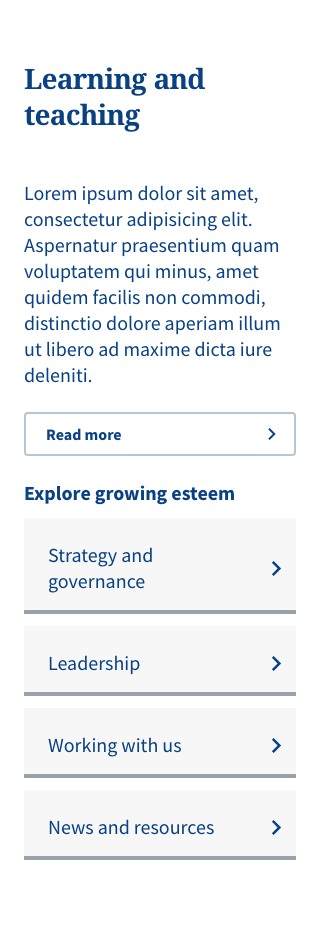 Learning and
teaching
Lorem ipsum dolor sit amet,
consectetur adipisicing elit.
Aspernatur praesentium quam
voluptatem qui minus, amet
quidem facilis non commodi,
distinctio dolore aperiam illum
ut libero ad maxime dicta iure
deleniti.
Read more
Explore growing esteem
Strategy and
governance
Leadership
Working with us
News and resources